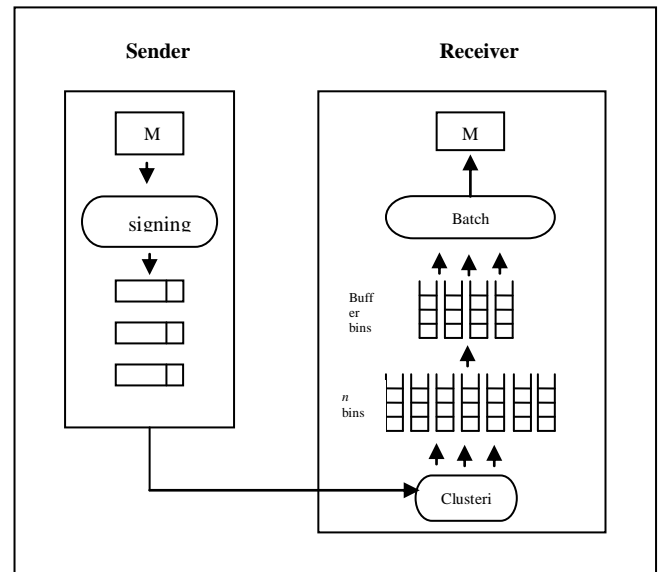 Sender
Receiver
M
signing
M
Batch
Buff
er
bins
n
bins
Clusteri